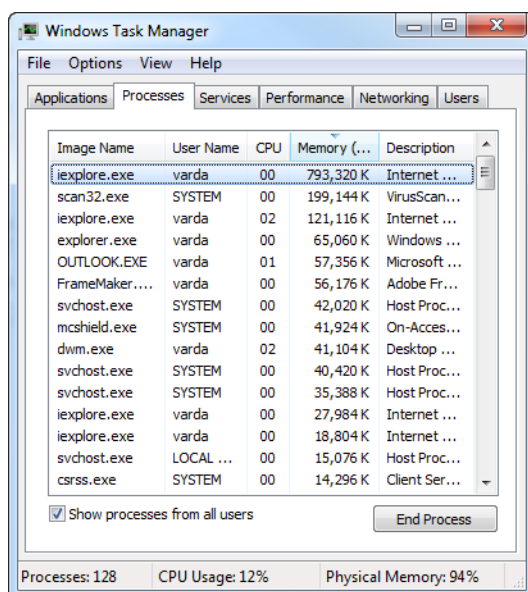 Windows Task Manager
File Options View Help
Applications Processes Services Performance Networking Users
Image Name User Name CPU Memory (... Description
iexplore.exe varda 00 793,320 K Internet ...
scan32.exe SYSTEM 00 199,144 K VirusScan...
iexplore.exe varda 02 121,116 K Internet ...
explorer.exe varda 00 65,060 K Windows ...
OUTLOOK.EXE varda 01 57,356 K Microsoft ...
FrameMaker.... varda 00 56,176 K Adobe Fr...
svchost.exe SYSTEM 00 42,020 K Host Proc...
mcshield.exe SYSTEM 00 41,924 K On-Acces...
dwm.exe varda 02 41,104 K Desktop ...
svchost.exe SYSTEM 00 40,420 K Host Proc...
svchost.exe SYSTEM 00 35,388 K Host Proc...
iexplore.exe varda 00 27,984 K Internet ...
iexplore.exe varda 00 18,804 K Internet ...
svchost.exe LOCAL ... 00 15,076 K Host Proc...
csrss.exe SYSTEM 00 14,296 K Client Ser...
Show processes from all users End Process
Processes: 128 CPU Usage: 12% Physical Memory: 94%